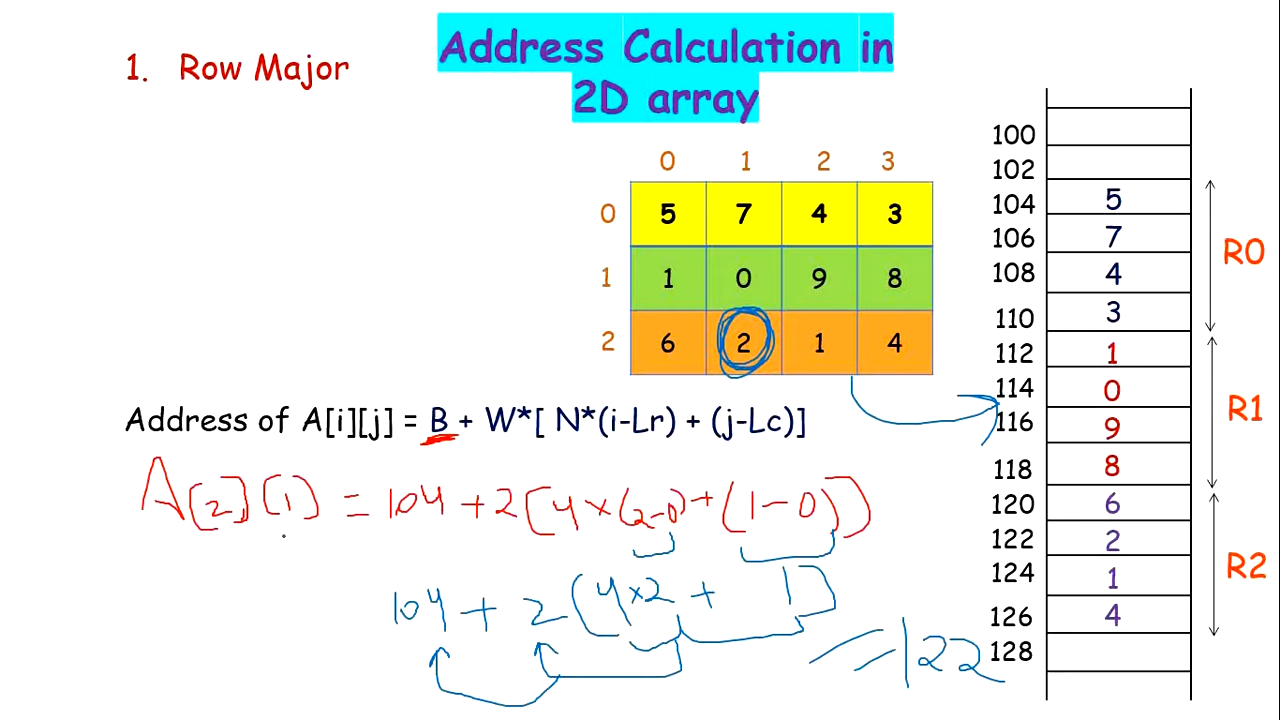 Address Calculation in
2D array
1. Row Major
0 1 2 3
0 5 7 4 3
1 1 0 9 8
2 6 2 1 4
Address of A[i][j] = B + W*[ N*(i-Lr) + (j-Lc)]
A[2][1] = 104 + 2[4×(2-0)+(1-0)]
104 + 2[4×2 + 1]
=122
100
102
104 5
106 7
108 4
110 3
R0
112 1
114 0
116 9
118 8
R1
120 6
122 2
124 1
126 4
R2
128